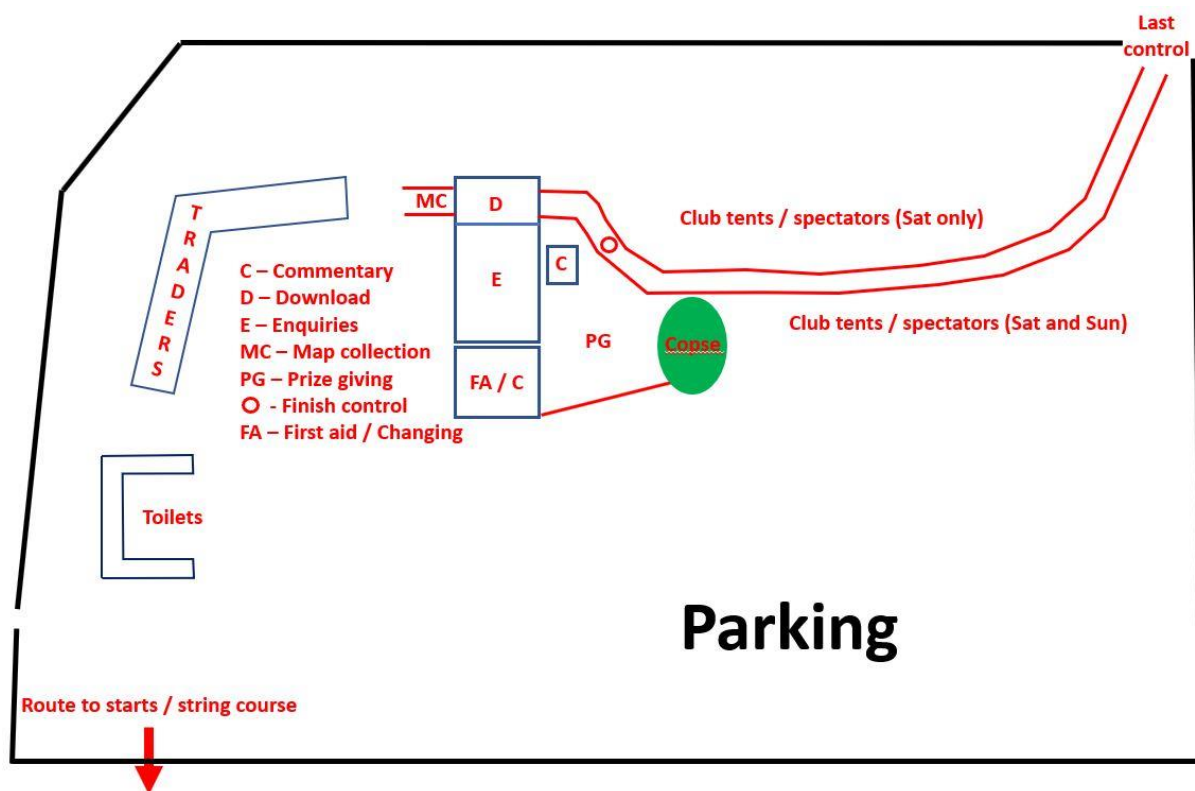 Last
control
TRADERS
MC
D
Club tents / spectators (Sat only)
C
E
C – Commentary
D – Download
E – Enquiries
MC – Map collection
PG – Prize giving
O - Finish control
FA – First aid / Changing
Club tents / spectators (Sat and Sun)
PG
Copse
FA / C
Toilets
Parking
Route to starts / string course